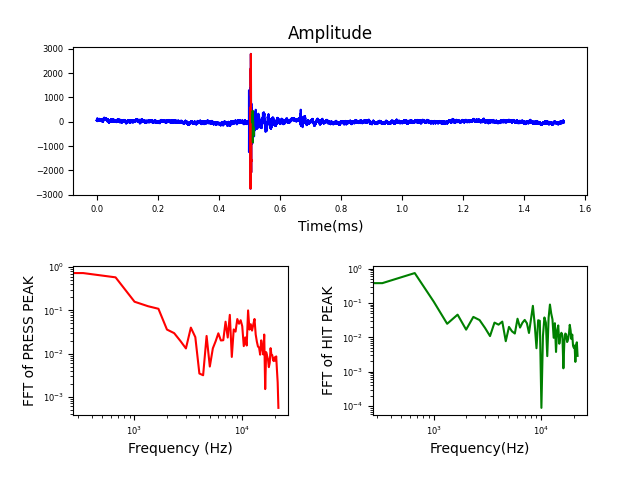 Amplitude
3000
2000
1000
0
−1000
−2000
−3000
0.0 0.2 0.4 0.6 0.8 1.0 1.2 1.4 1.6
Time(ms)
FFT of PRESS PEAK
10⁰
10⁻¹
10⁻²
10⁻³
10³ 10⁴
Frequency (Hz)
FFT of HIT PEAK
10⁰
10⁻¹
10⁻²
10⁻³
10⁻⁴
10³ 10⁴
Frequency(Hz)